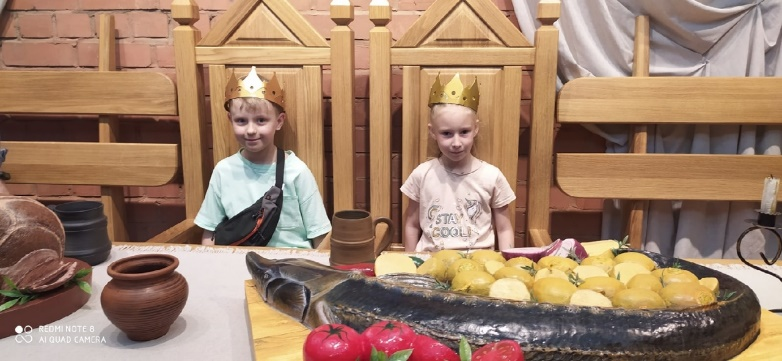 STAY
COOL!
REDMI NOTE 8
AI QUAD CAMERA